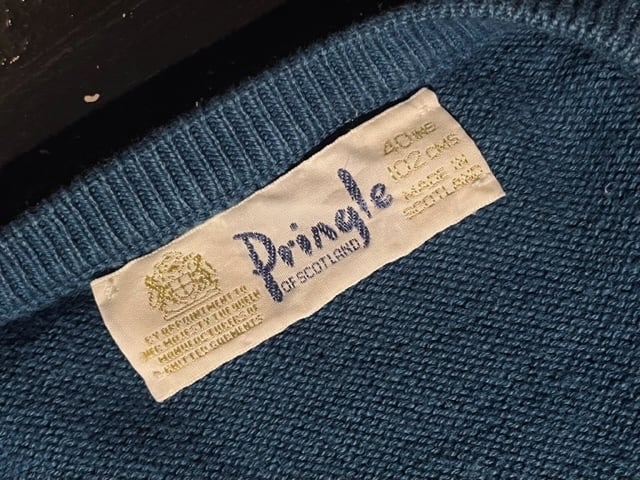 BY APPOINTMENT TO
HER MAJESTY THE QUEEN
MANUFACTURERS OF
KNITTED GARMENTS
Pringle
OF SCOTLAND
40 INS
102 CMS
MADE IN
SCOTLAND